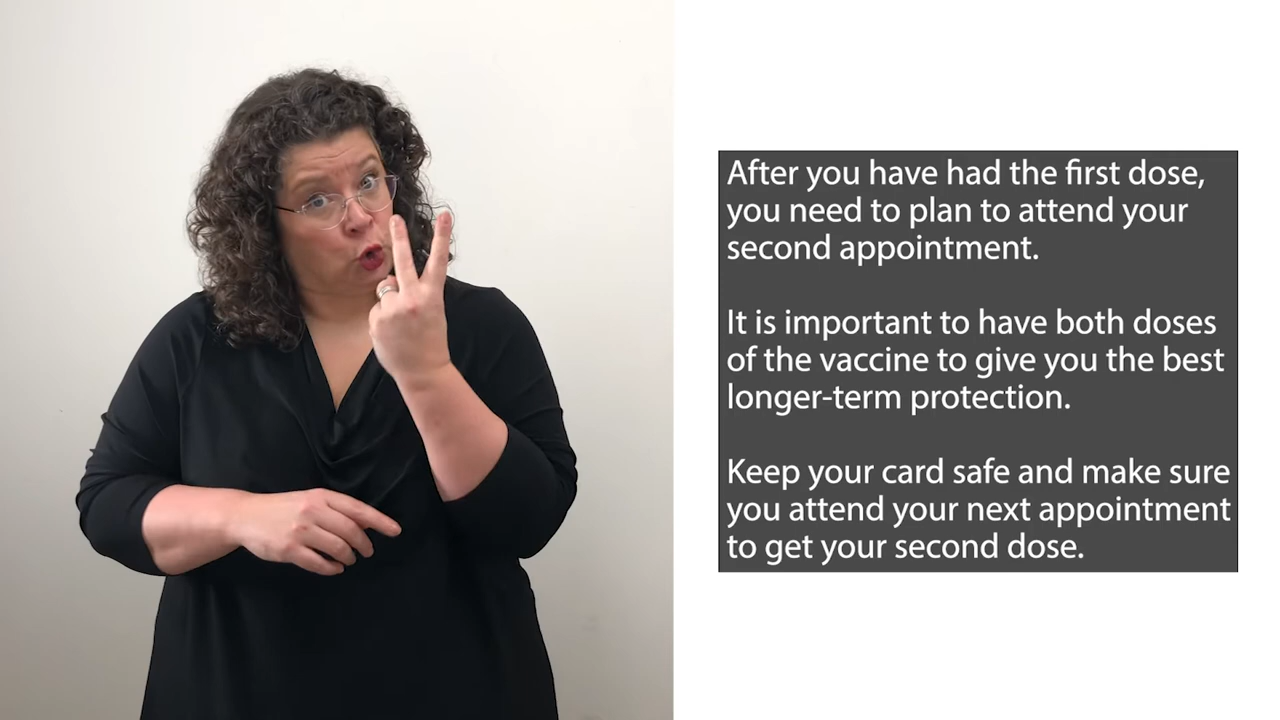 After you have had the first dose,
you need to plan to attend your
second appointment.
It is important to have both doses
of the vaccine to give you the best
longer-term protection.
Keep your card safe and make sure
you attend your next appointment
to get your second dose.